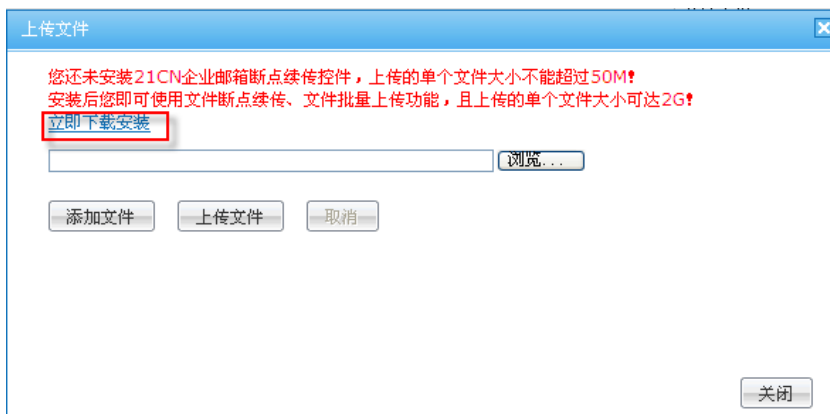 上传文件
您还未安装21CN企业邮箱断点续传控件，上传的单个文件大小不能超过50M!
安装后您即可使用文件断点续传、文件批量上传功能，且上传的单个文件大小可达2G!
立即下载安装
浏览...
添加文件 上传文件 取消
关闭